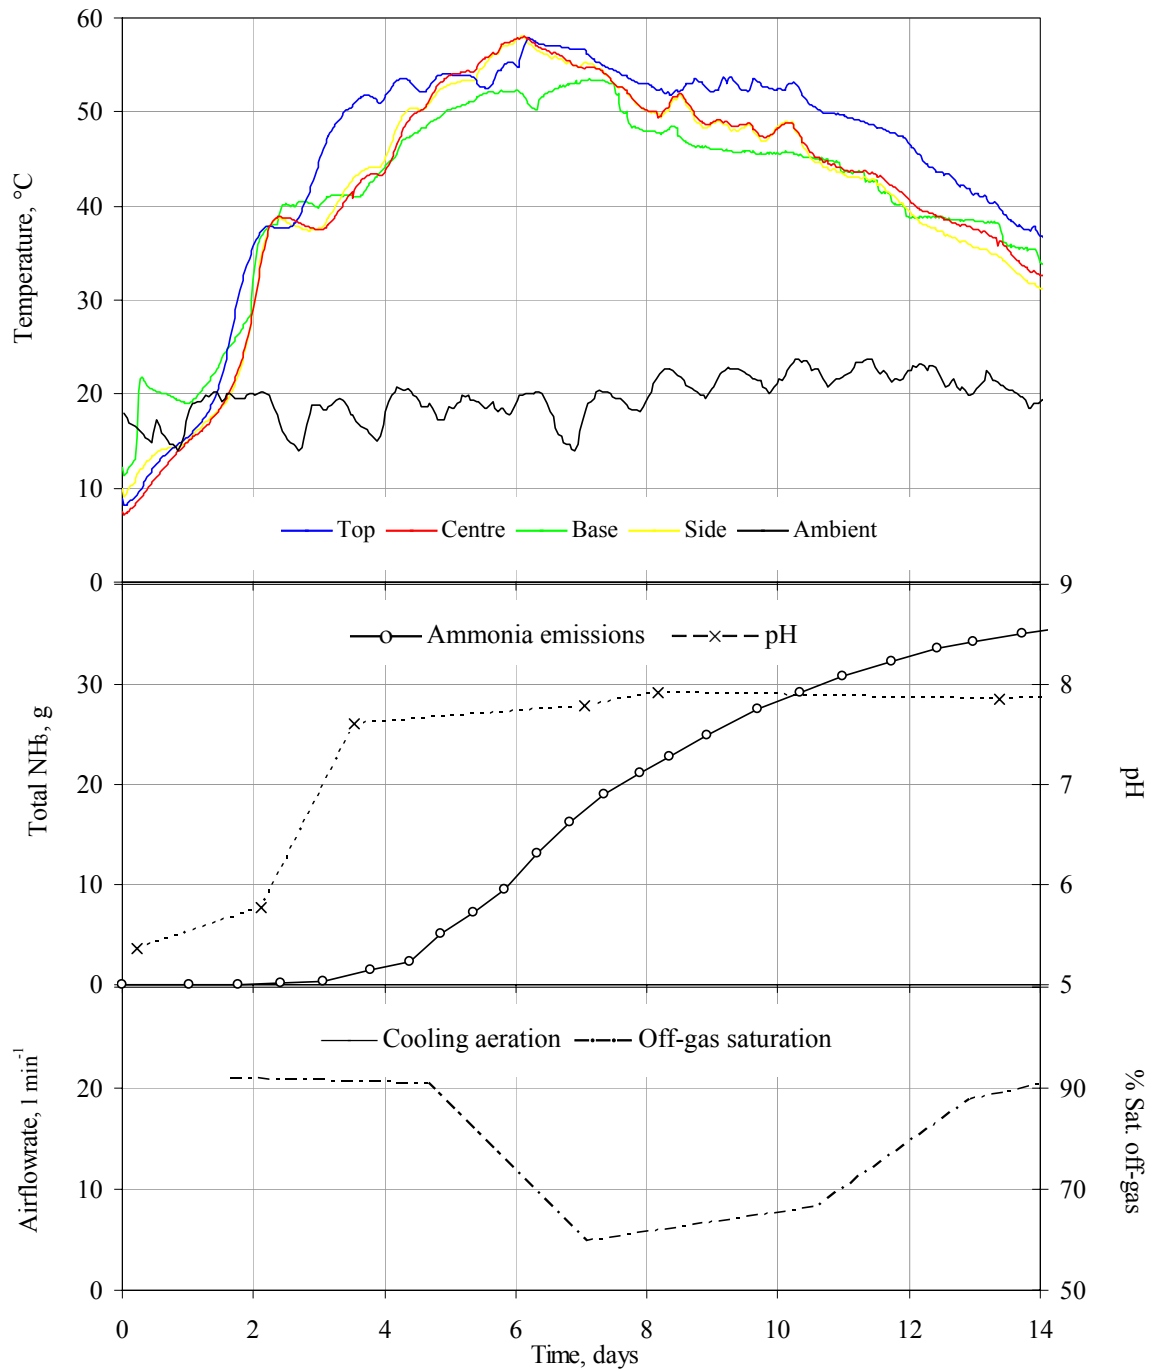 60
50
40
30
20
10
0
Temperature, °C
Top Centre Base Side Ambient
9
8
7
6
5
30
20
10
0
Total NH3, g
pH
Ammonia emissions pH
Cooling aeration Off-gas saturation
20
10
0
Airflowrate, l min-1
90
70
50
% Sat. off-gas
0 2 4 6 8 10 12 14
Time, days